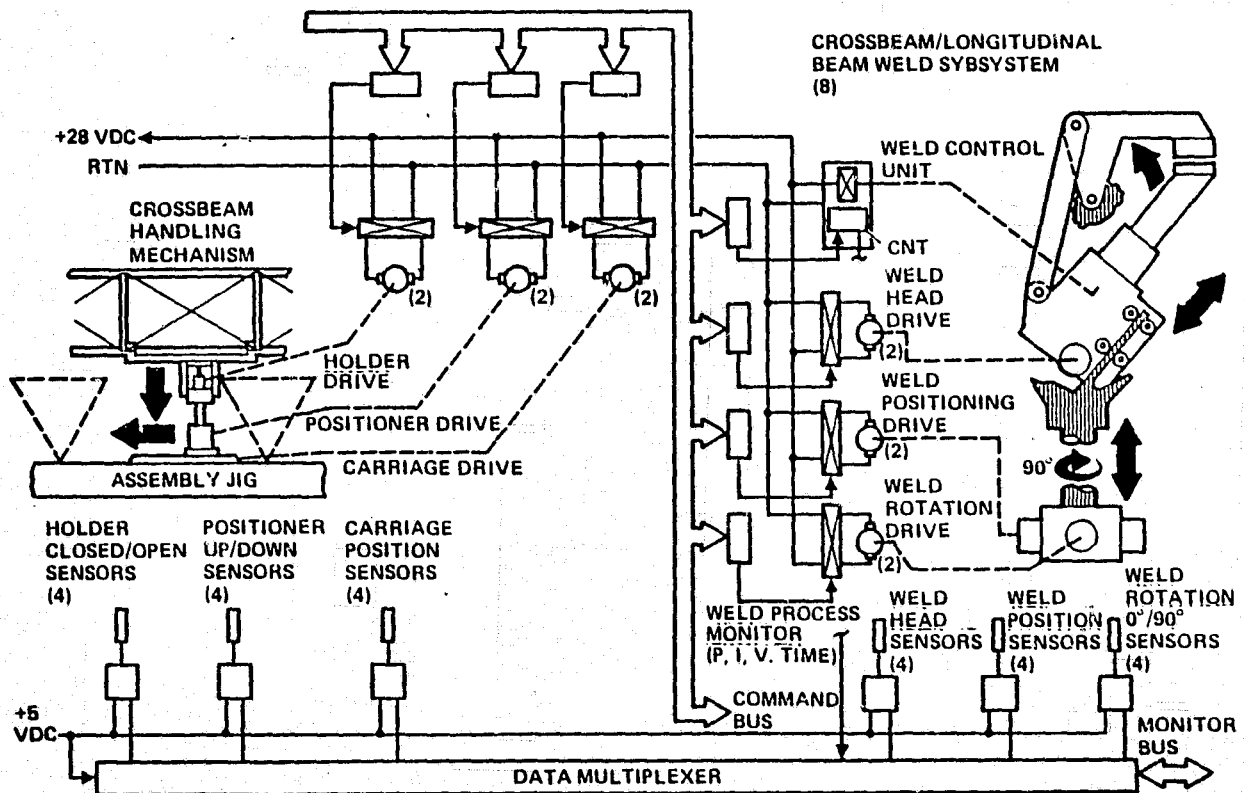 CROSSBEAM/LONGITUDINAL
BEAM WELD SYBSYSTEM
(8)
+28 VDC
RTN
WELD CONTROL
UNIT
CROSSBEAM
HANDLING
MECHANISM
CNT
(2)
(2)
(2)
WELD
HEAD
DRIVE
(2)
HOLDER
DRIVE
WELD
POSITIONING
DRIVE
(2)
POSITIONER DRIVE
CARRIAGE DRIVE
90°
ASSEMBLY JIG
WELD
ROTATION
DRIVE
(2)
HOLDER
CLOSED/OPEN
SENSORS
(4)
POSITIONER
UP/DOWN
SENSORS
(4)
CARRIAGE
POSITION
SENSORS
(4)
WELD PROCESS
MONITOR
(P, I, V. TIME)
WELD
HEAD
SENSORS
(4)
WELD
POSITION
SENSORS
(4)
WELD
ROTATION
0°/90°
SENSORS
(4)
COMMAND
BUS
+5
VDC
MONITOR
BUS
DATA MULTIPLEXER